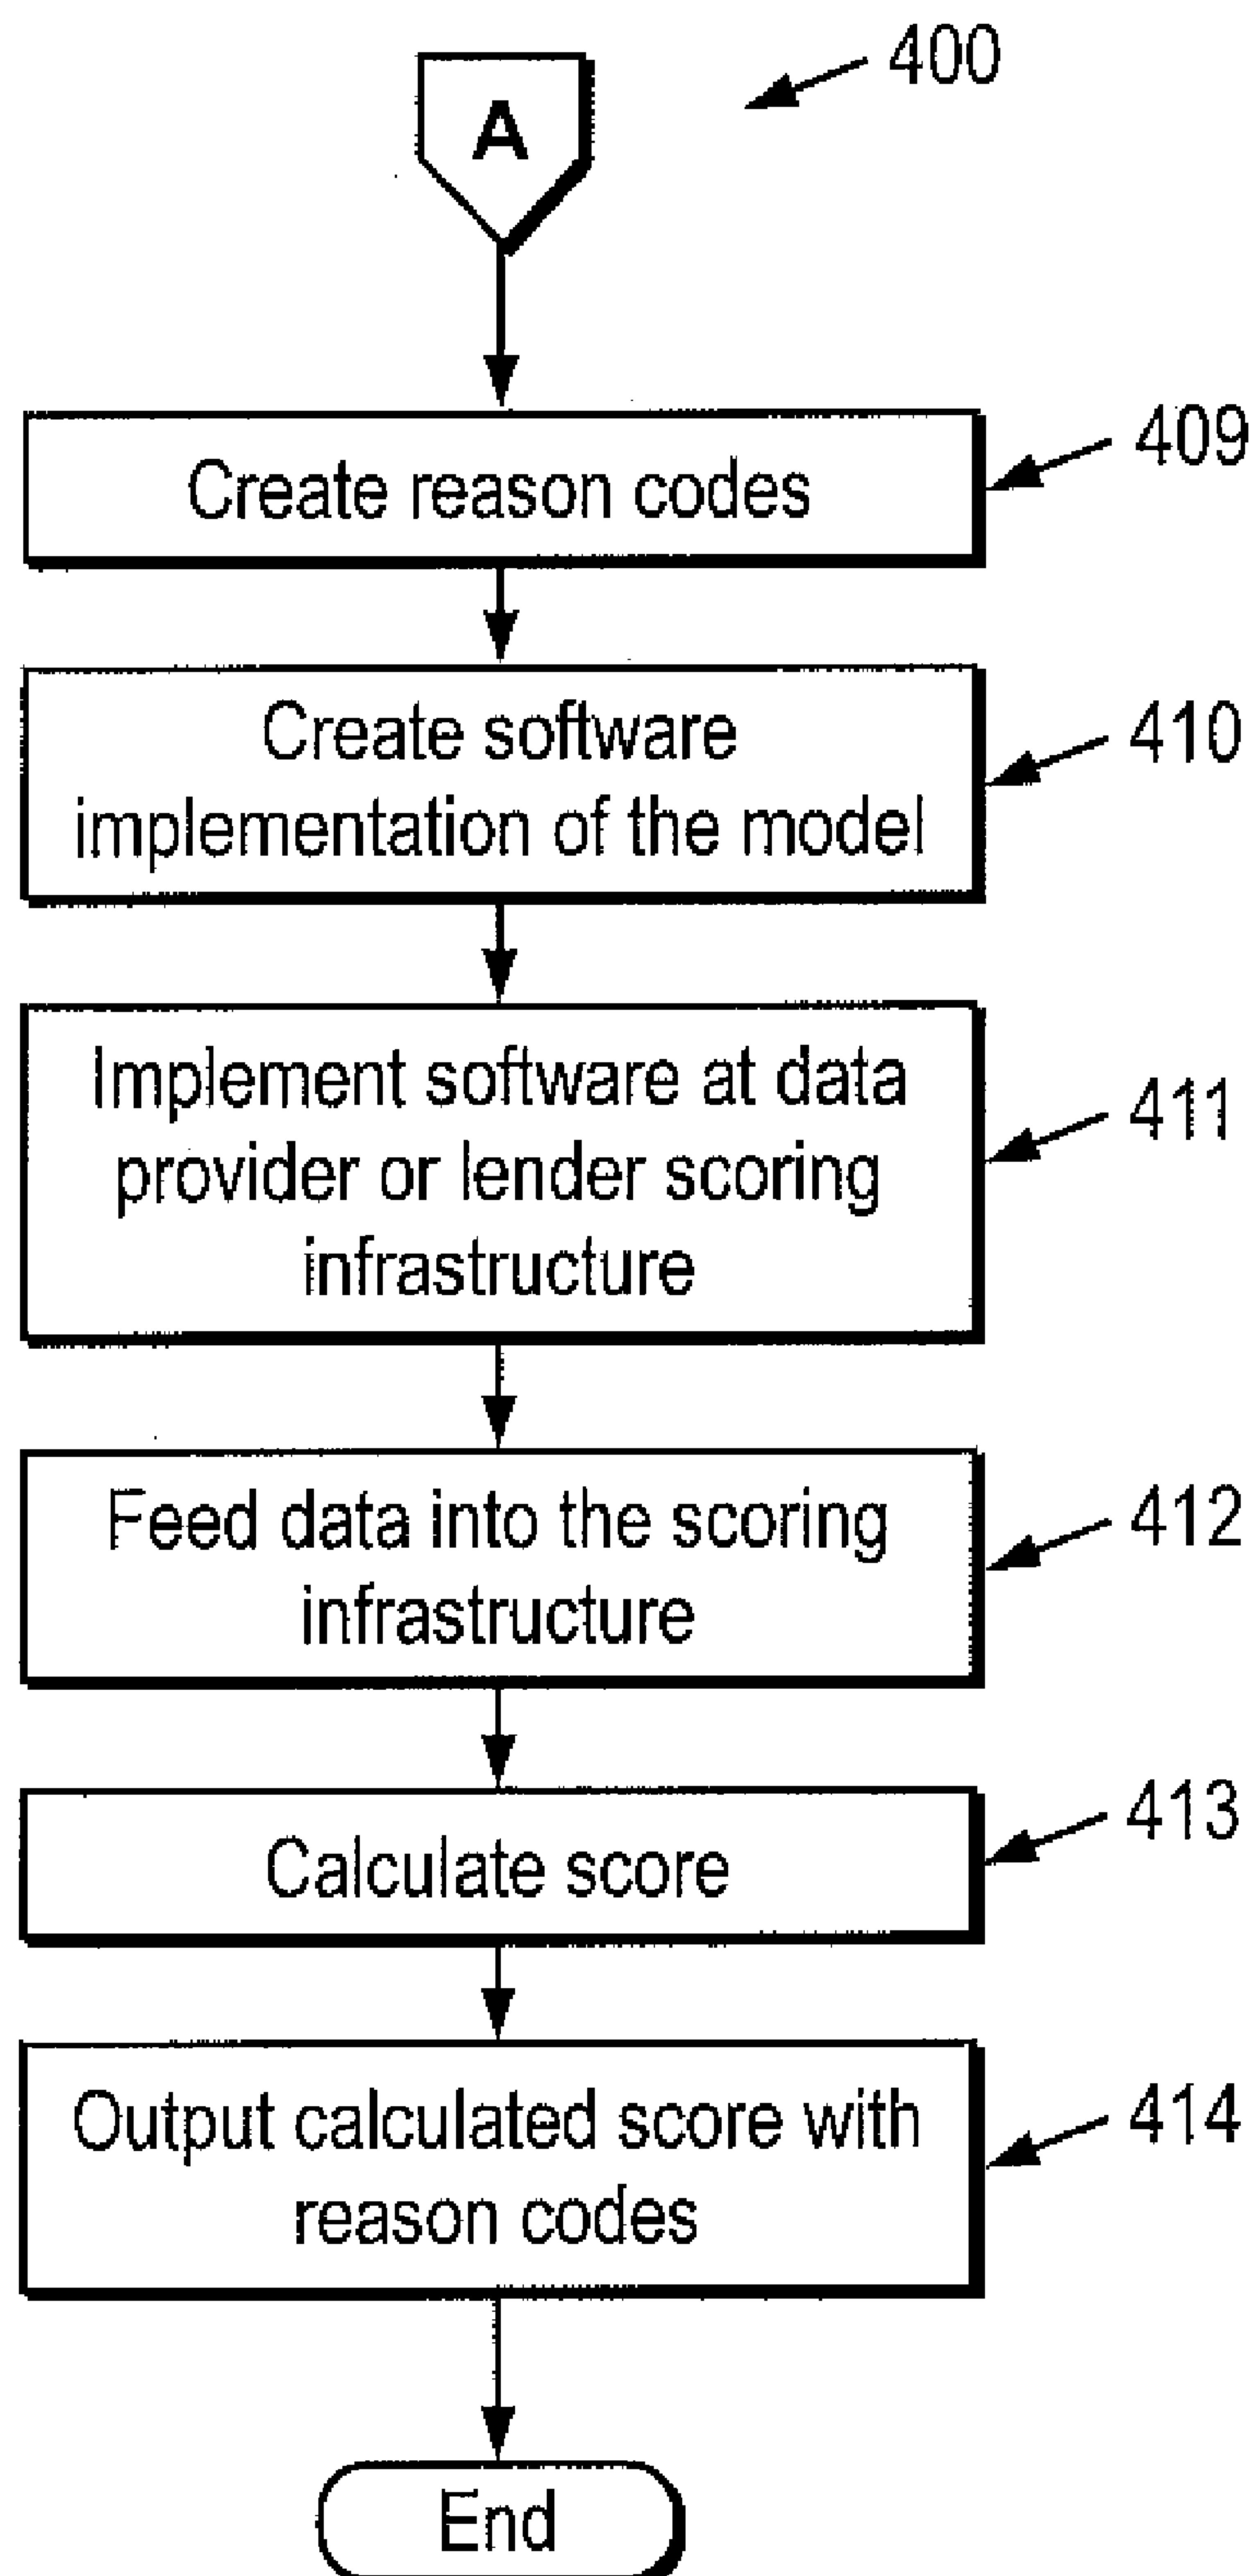 400
A
409
Create reason codes
410
Create software
implementation of the model
411
Implement software at data
provider or lender scoring
infrastructure
412
Feed data into the scoring
infrastructure
413
Calculate score
414
Output calculated score with
reason codes
End